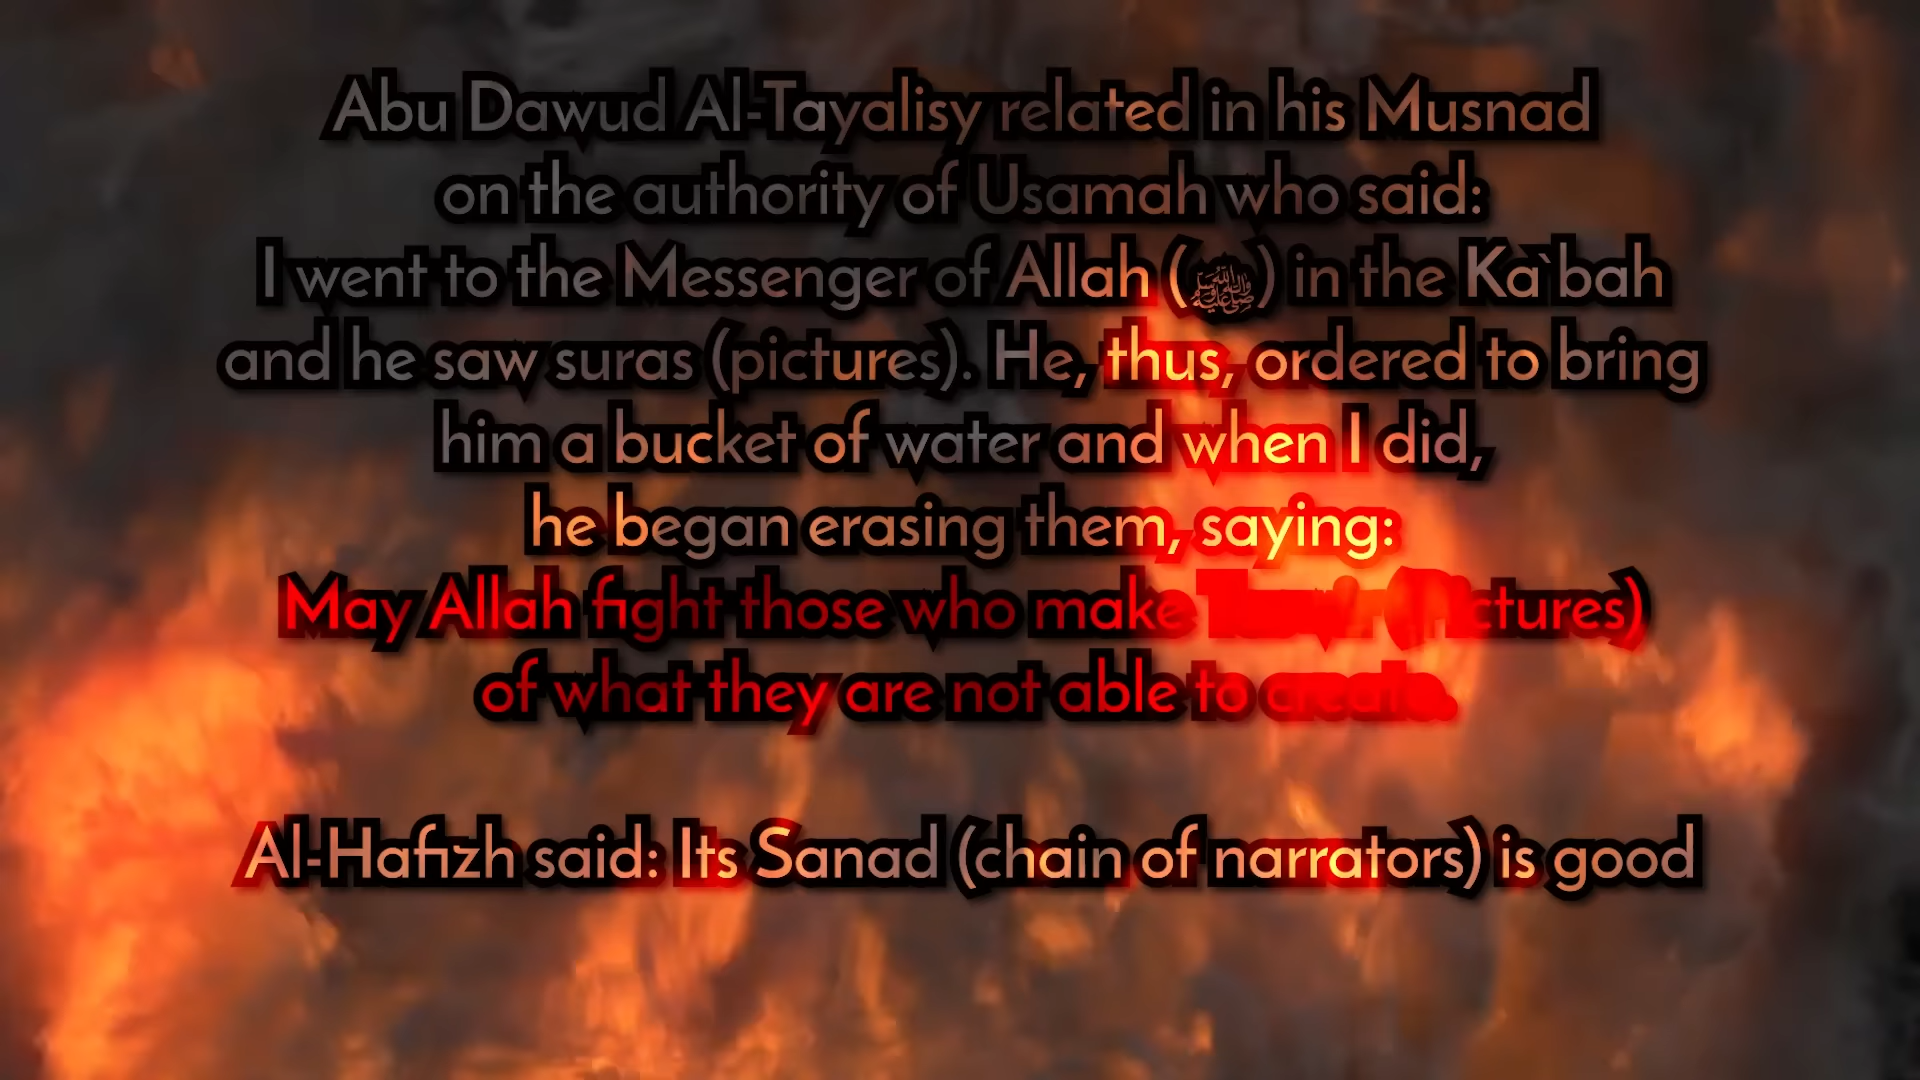 Abu Dawud Al-Tayalisy related in his Musnad
on the authority of Usamah who said:
I went to the Messenger of Allah (ﷺ) in the Ka`bah
and he saw suras (pictures). He, thus, ordered to bring
him a bucket of water and when I did,
he began erasing them, saying:
May Allah fight those who make (Pictures)
of what they are not able to create.
Al-Hafizh said: Its Sanad (chain of narrators) is good